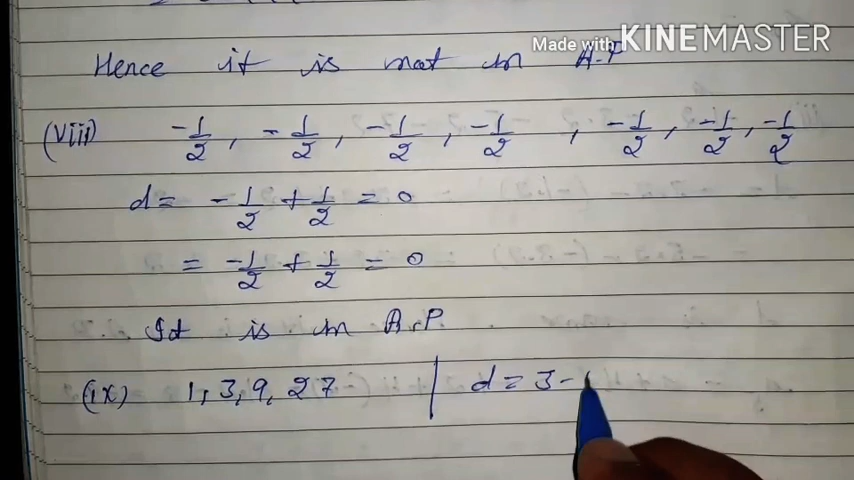 Made with KINEMASTER
Hence it is not in A.P
(viii) -1/2, -1/2, -1/2, -1/2 , -1/2, -1/2, -1/2
d = -1/2 + 1/2 = 0
= -1/2 + 1/2 = 0
It is in A.P
(ix) 1, 3, 9, 27 | d = 3 -